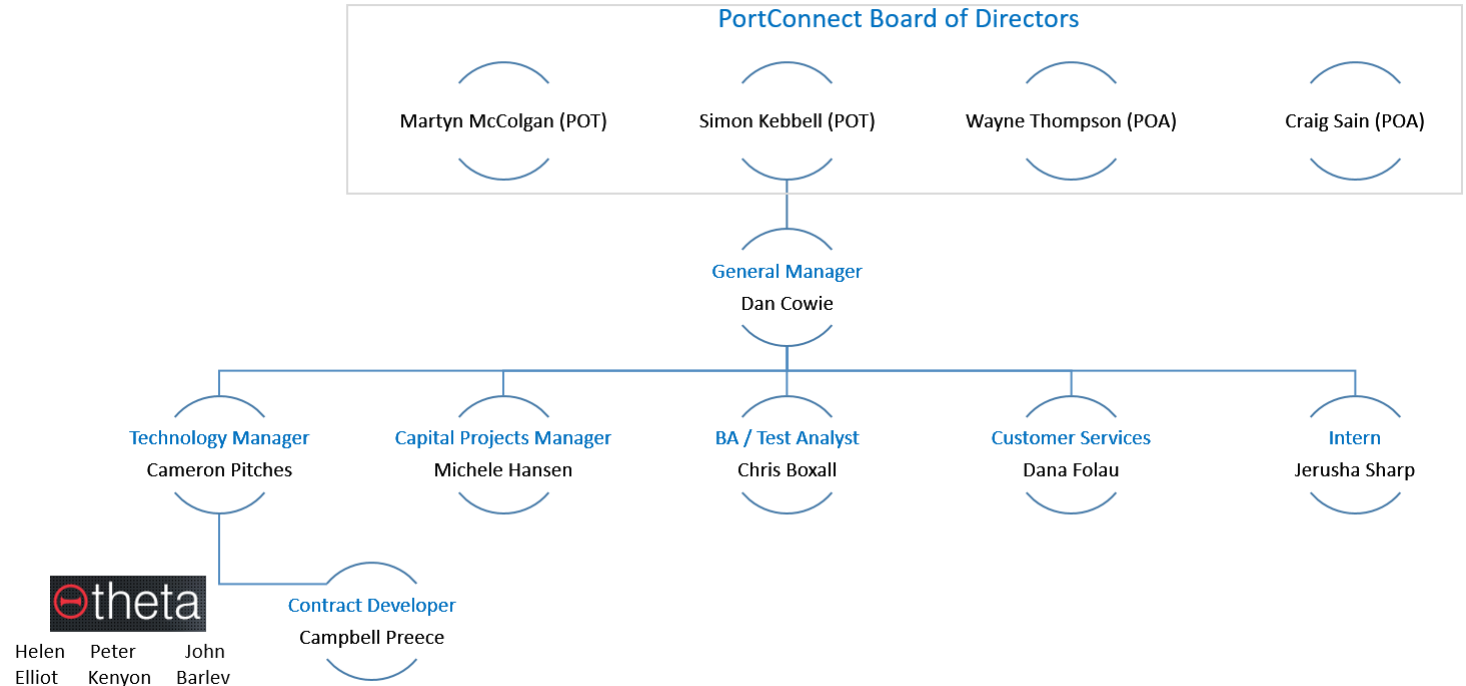 PortConnect Board of Directors
Martyn McColgan (POT)
Simon Kebbell (POT)
Wayne Thompson (POA)
Craig Sain (POA)
General Manager
Dan Cowie
Technology Manager
Cameron Pitches
Capital Projects Manager
Michele Hansen
BA / Test Analyst
Chris Boxall
Customer Services
Dana Folau
Intern
Jerusha Sharp
theta
Contract Developer
Campbell Preece
Helen Peter John
Elliot Kenyon Barley